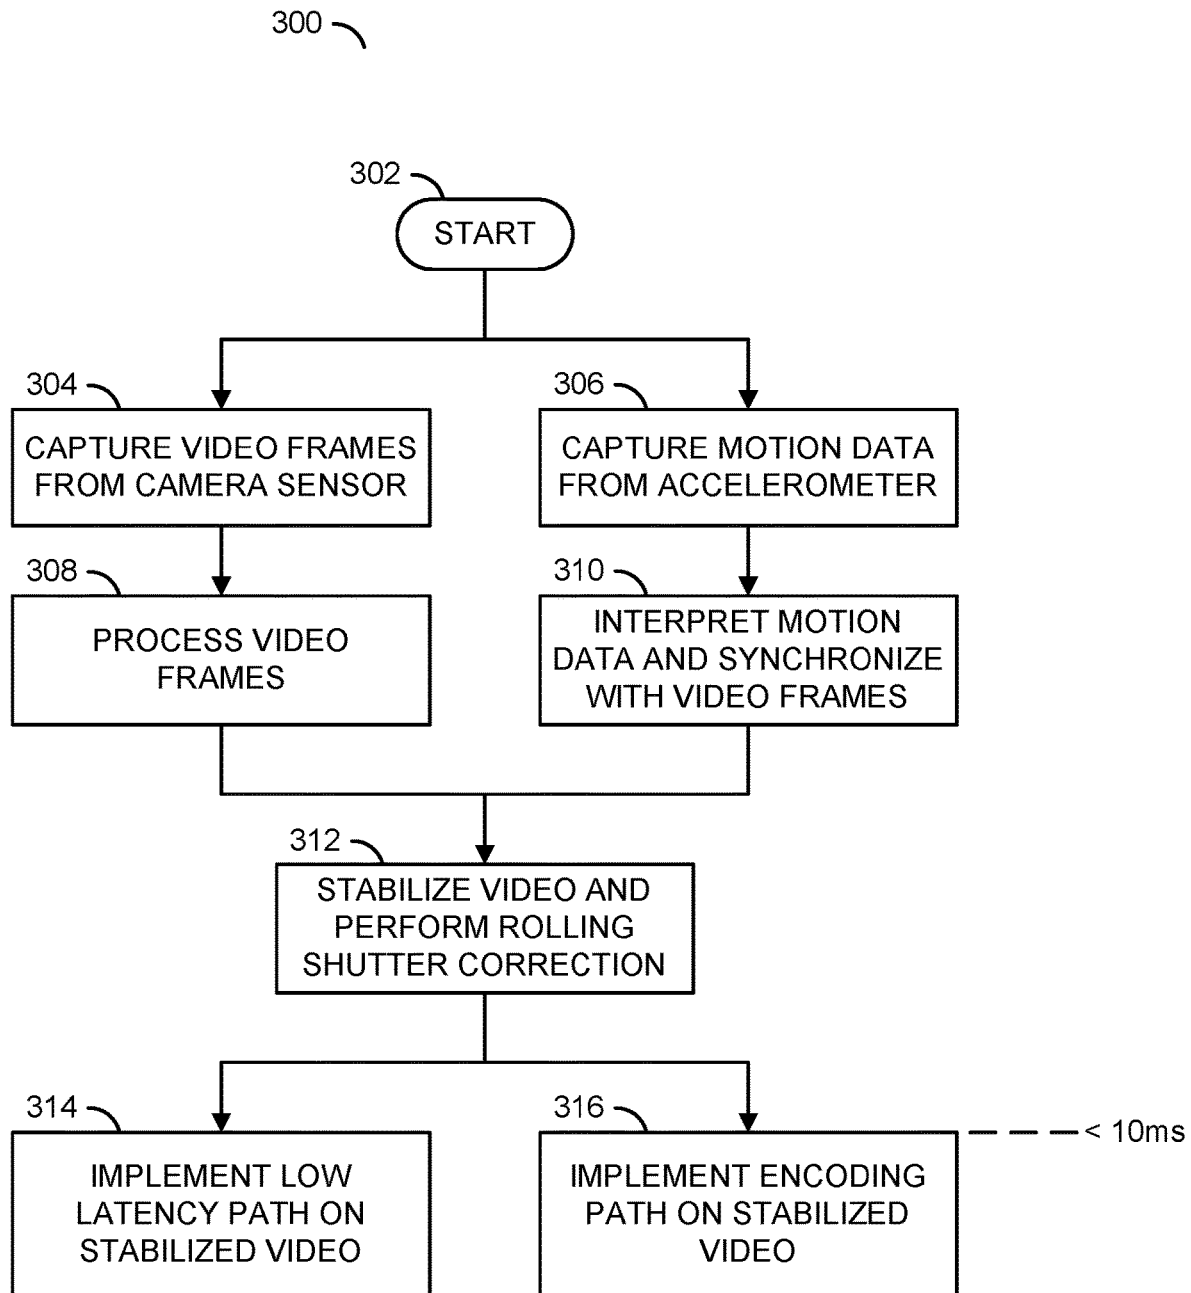 300
302
START
304
306
CAPTURE VIDEO FRAMES
FROM CAMERA SENSOR
CAPTURE MOTION DATA
FROM ACCELEROMETER
308
310
PROCESS VIDEO
FRAMES
INTERPRET MOTION
DATA AND SYNCHRONIZE
WITH VIDEO FRAMES
312
STABILIZE VIDEO AND
PERFORM ROLLING
SHUTTER CORRECTION
314
316
< 10ms
IMPLEMENT LOW
LATENCY PATH ON
STABILIZED VIDEO
IMPLEMENT ENCODING
PATH ON STABILIZED
VIDEO